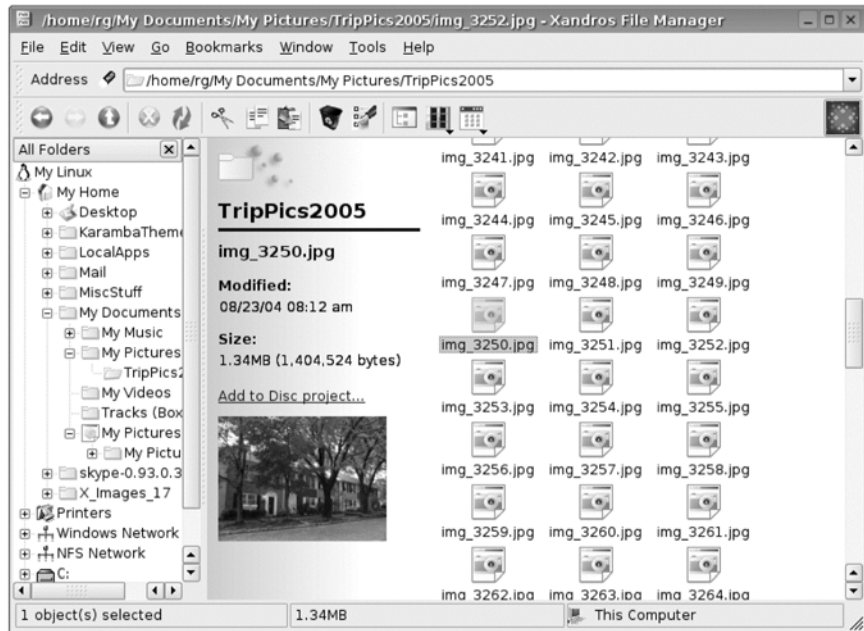 /home/rg/My Documents/My Pictures/TripPics2005/img_3252.jpg - Xandros File Manager
File Edit View Go Bookmarks Window Tools Help
Address /home/rg/My Documents/My Pictures/TripPics2005
All Folders
My Linux
My Home
Desktop
KarambaTheme
LocalApps
Mail
MiscStuff
My Documents
My Music
My Pictures
TripPics2
My Videos
Tracks (Box
My Pictures
My Pictu
skype-0.93.0.3
X_Images_17
Printers
Windows Network
NFS Network
C:
TripPics2005
img_3250.jpg
Modified:
08/23/04 08:12 am
Size:
1.34MB (1,404,524 bytes)
Add to Disc project...
img_3241.jpg img_3242.jpg img_3243.jpg
img_3244.jpg img_3245.jpg img_3246.jpg
img_3247.jpg img_3248.jpg img_3249.jpg
img_3250.jpg img_3251.jpg img_3252.jpg
img_3253.jpg img_3254.jpg img_3255.jpg
img_3256.jpg img_3257.jpg img_3258.jpg
img_3259.jpg img_3260.jpg img_3261.jpg
img_3262.jpg img_3263.jpg img_3264.jpg
1 object(s) selected 1.34MB This Computer